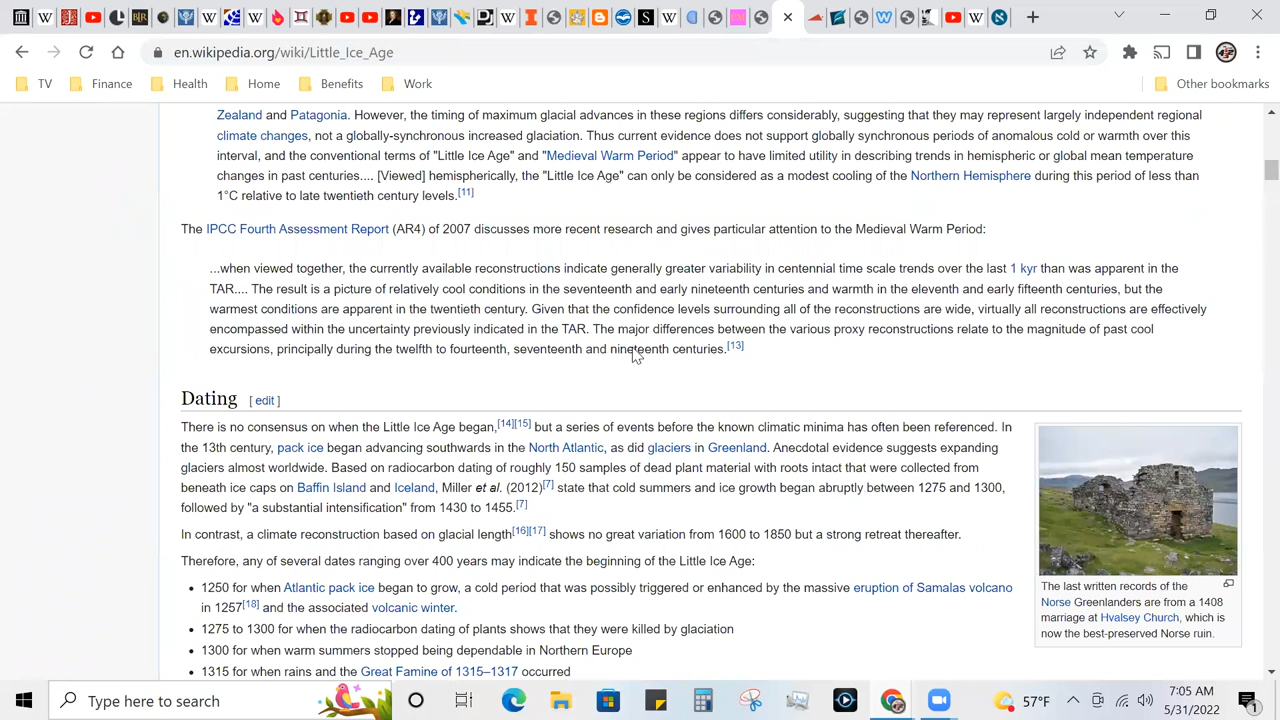 en.wikipedia.org/wiki/Little_Ice_Age
TV
Finance
Health
Home
Benefits
Work
Other bookmarks
Zealand and Patagonia. However, the timing of maximum glacial advances in these regions differs considerably, suggesting that they may represent largely independent regional
climate changes, not a globally-synchronous increased glaciation. Thus current evidence does not support globally synchronous periods of anomalous cold or warmth over this
interval, and the conventional terms of "Little Ice Age" and "Medieval Warm Period" appear to have limited utility in describing trends in hemispheric or global mean temperature
changes in past centuries.... [Viewed] hemispherically, the "Little Ice Age" can only be considered as a modest cooling of the Northern Hemisphere during this period of less than
1°C relative to late twentieth century levels.[11]
The IPCC Fourth Assessment Report (AR4) of 2007 discusses more recent research and gives particular attention to the Medieval Warm Period:
...when viewed together, the currently available reconstructions indicate generally greater variability in centennial time scale trends over the last 1 kyr than was apparent in the
TAR.... The result is a picture of relatively cool conditions in the seventeenth and early nineteenth centuries and warmth in the eleventh and early fifteenth centuries, but the
warmest conditions are apparent in the twentieth century. Given that the confidence levels surrounding all of the reconstructions are wide, virtually all reconstructions are effectively
encompassed within the uncertainty previously indicated in the TAR. The major differences between the various proxy reconstructions relate to the magnitude of past cool
excursions, principally during the twelfth to fourteenth, seventeenth and nineteenth centuries.[13]
Dating [ edit ]
There is no consensus on when the Little Ice Age began,[14][15] but a series of events before the known climatic minima has often been referenced. In
the 13th century, pack ice began advancing southwards in the North Atlantic, as did glaciers in Greenland. Anecdotal evidence suggests expanding
glaciers almost worldwide. Based on radiocarbon dating of roughly 150 samples of dead plant material with roots intact that were collected from
beneath ice caps on Baffin Island and Iceland, Miller et al. (2012)[7] state that cold summers and ice growth began abruptly between 1275 and 1300,
followed by "a substantial intensification" from 1430 to 1455.[7]
In contrast, a climate reconstruction based on glacial length[16][17] shows no great variation from 1600 to 1850 but a strong retreat thereafter.
Therefore, any of several dates ranging over 400 years may indicate the beginning of the Little Ice Age:
• 1250 for when Atlantic pack ice began to grow, a cold period that was possibly triggered or enhanced by the massive eruption of Samalas volcano
in 1257[18] and the associated volcanic winter.
• 1275 to 1300 for when the radiocarbon dating of plants shows that they were killed by glaciation
• 1300 for when warm summers stopped being dependable in Northern Europe
• 1315 for when rains and the Great Famine of 1315–1317 occurred
The last written records of the
Norse Greenlanders are from a 1408
marriage at Hvalsey Church, which is
now the best-preserved Norse ruin.
Type here to search
57°F
7:05 AM
5/31/2022
1